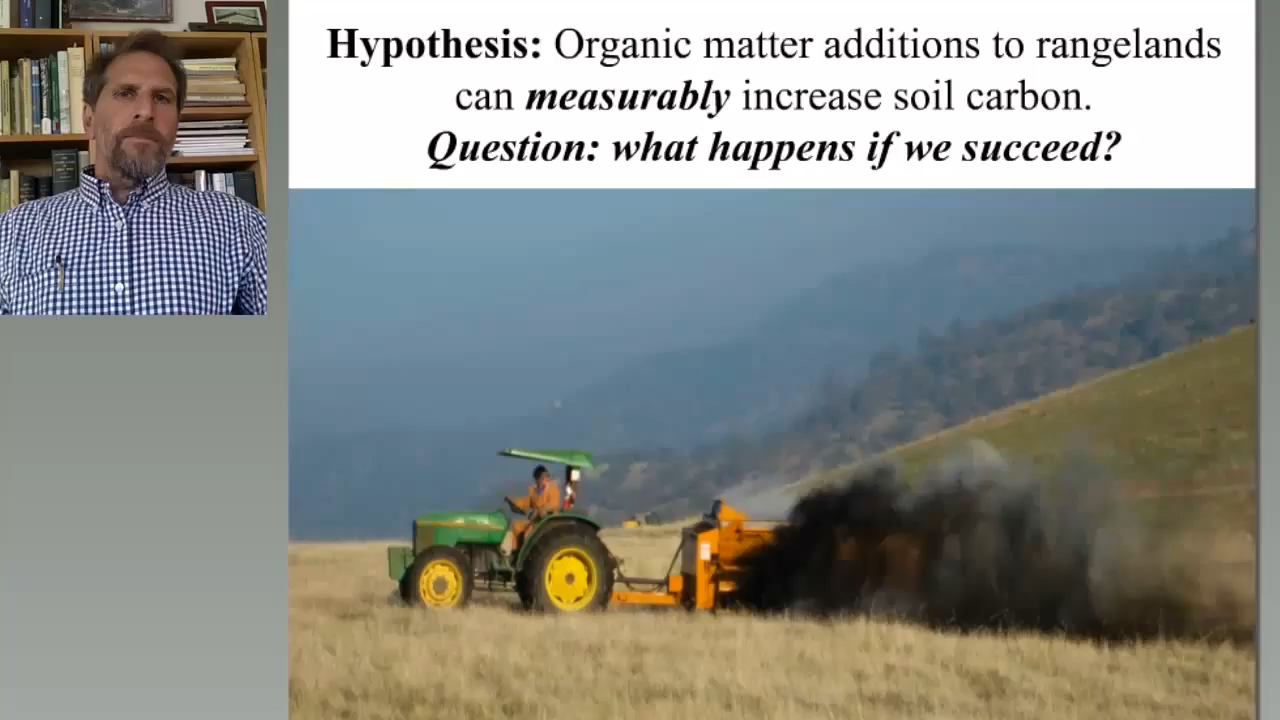 Hypothesis: Organic matter additions to rangelands
can measurably increase soil carbon.
Question: what happens if we succeed?